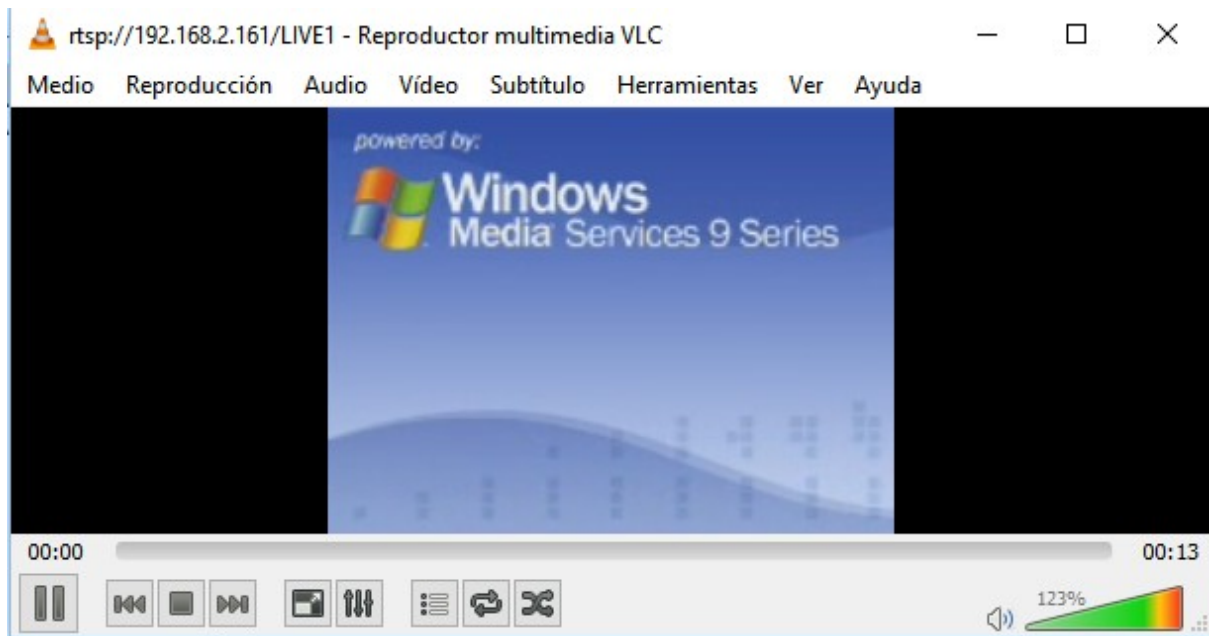 rtsp://192.168.2.161/LIVE1 - Reproductor multimedia VLC
Medio Reproducción Audio Vídeo Subtítulo Herramientas Ver Ayuda
powered by:
Windows
Media Services 9 Series
00:00 00:13
123%